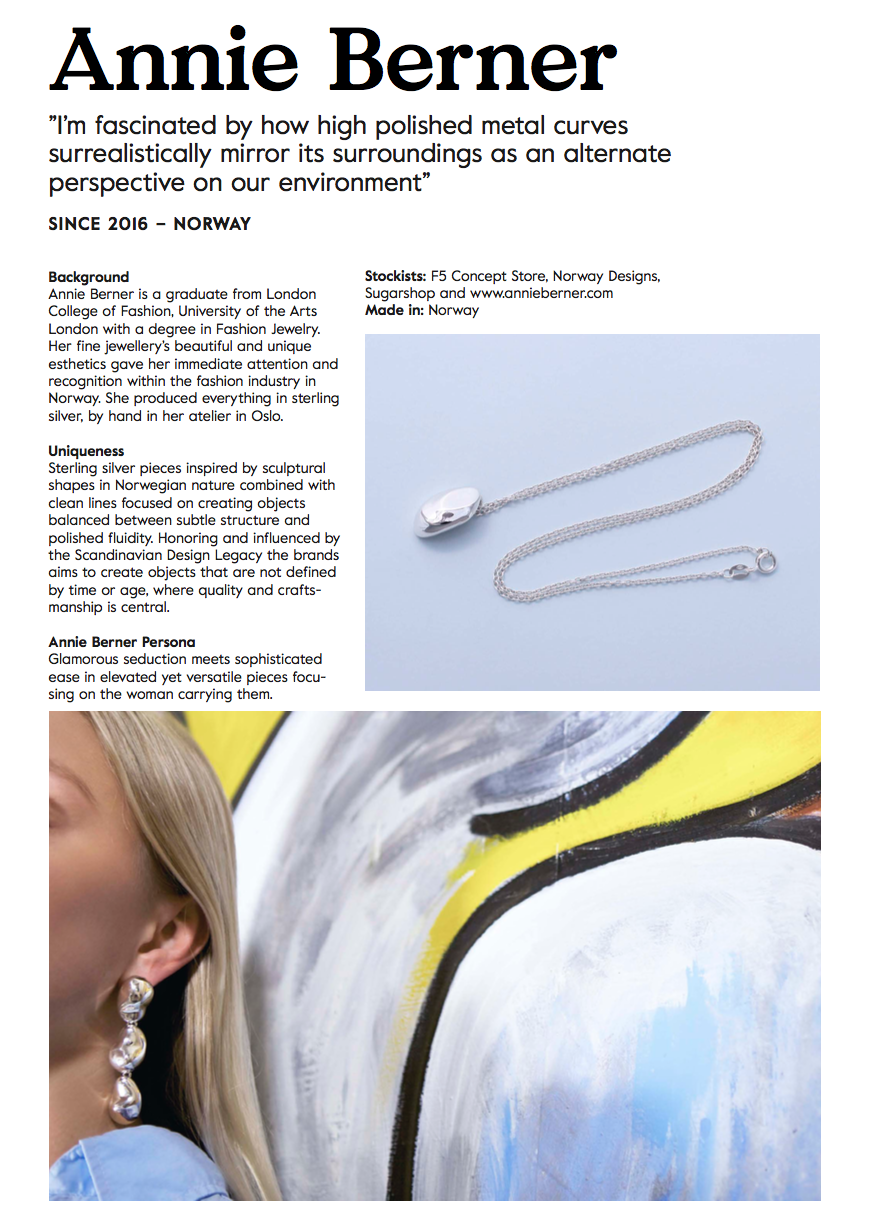 Annie Berner
”I’m fascinated by how high polished metal curves
surrealistically mirror its surroundings as an alternate
perspective on our environment”
SINCE 2016 – NORWAY
Background
Annie Berner is a graduate from London
College of Fashion, University of the Arts
London with a degree in Fashion Jewelry.
Her fine jewellery’s beautiful and unique
esthetics gave her immediate attention and
recognition within the fashion industry in
Norway. She produced everything in sterling
silver, by hand in her atelier in Oslo.
Uniqueness
Sterling silver pieces inspired by sculptural
shapes in Norwegian nature combined with
clean lines focused on creating objects
balanced between subtle structure and
polished fluidity. Honoring and influenced by
the Scandinavian Design Legacy the brands
aims to create objects that are not defined
by time or age, where quality and crafts-
manship is central.
Annie Berner Persona
Glamorous seduction meets sophisticated
ease in elevated yet versatile pieces focu-
sing on the woman carrying them.
Stockists: F5 Concept Store, Norway Designs,
Sugarshop and www.annieberner.com
Made in: Norway